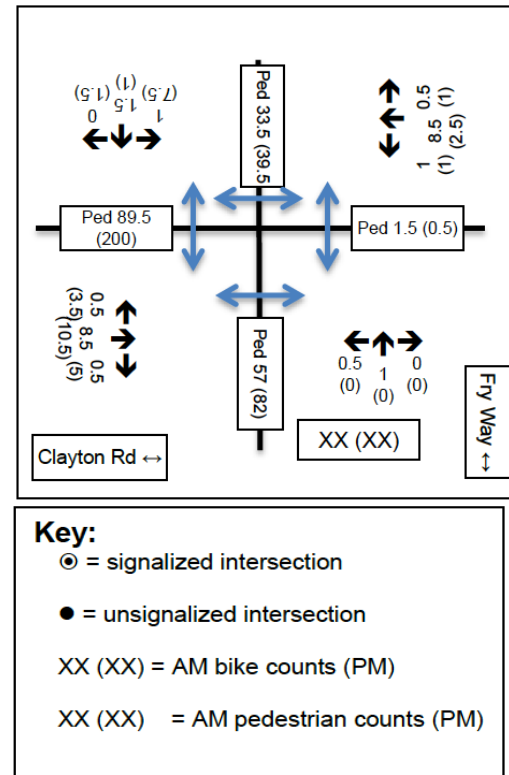 0 1.5 1
(1.5) (1) (7.5)
Ped 33.5 (39.5
1 8.5 0.5
(1) (2.5) (1)
Ped 89.5
(200)
Ped 1.5 (0.5)
0.5 8.5 0.5
(3.5) (10.5) (5)
Ped 57 (82)
0.5 1 0
(0) (0) (0)
XX (XX)
Clayton Rd ↔
Fry Way ↔
Key:
= signalized intersection
= unsignalized intersection
XX (XX) = AM bike counts (PM)
XX (XX) = AM pedestrian counts (PM)